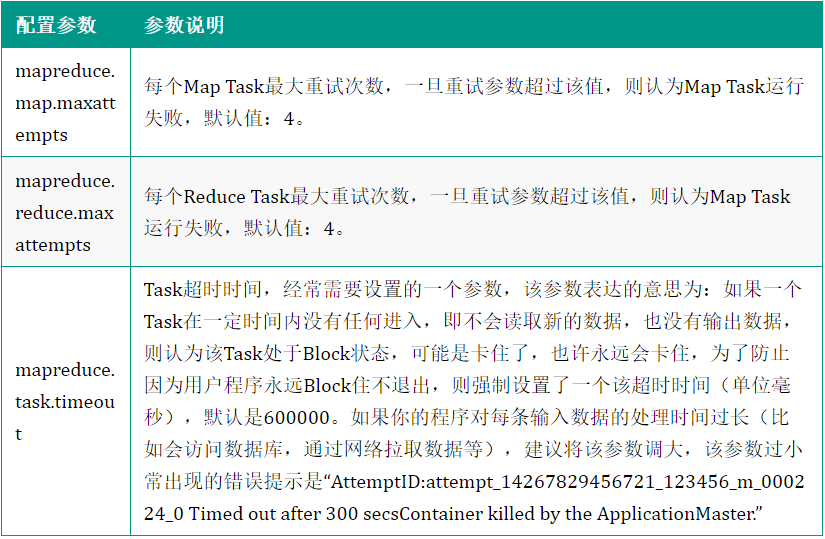 配置参数 参数说明
mapreduce.
map.maxatt
empts
每个Map Task最大重试次数，一旦重试参数超过该值，则认为Map Task运行
失败，默认值：4。
mapreduce.
reduce.max
attempts
每个Reduce Task最大重试次数，一旦重试参数超过该值，则认为Map Task
运行失败，默认值：4。
mapreduce.
task.timeou
t
Task超时时间，经常需要设置的一个参数，该参数表达的意思为：如果一个
Task在一定时间内没有任何进入，即不会读取新的数据，也没有输出数据，
则认为该Task处于Block状态，可能是卡住了，也许永远会卡住，为了防止
因为用户程序永远Block住不退出，则强制设置了一个该超时时间（单位毫
秒），默认是600000。如果你的程序对每条输入数据的处理时间过长（比
如会访问数据库，通过网络拉取数据等），建议将该参数调大，该参数过小
常出现的错误提示是“AttemptID:attempt_14267829456721_123456_m_000
224_0 Timed out after 300 secsContainer killed by the ApplicationMaster.”